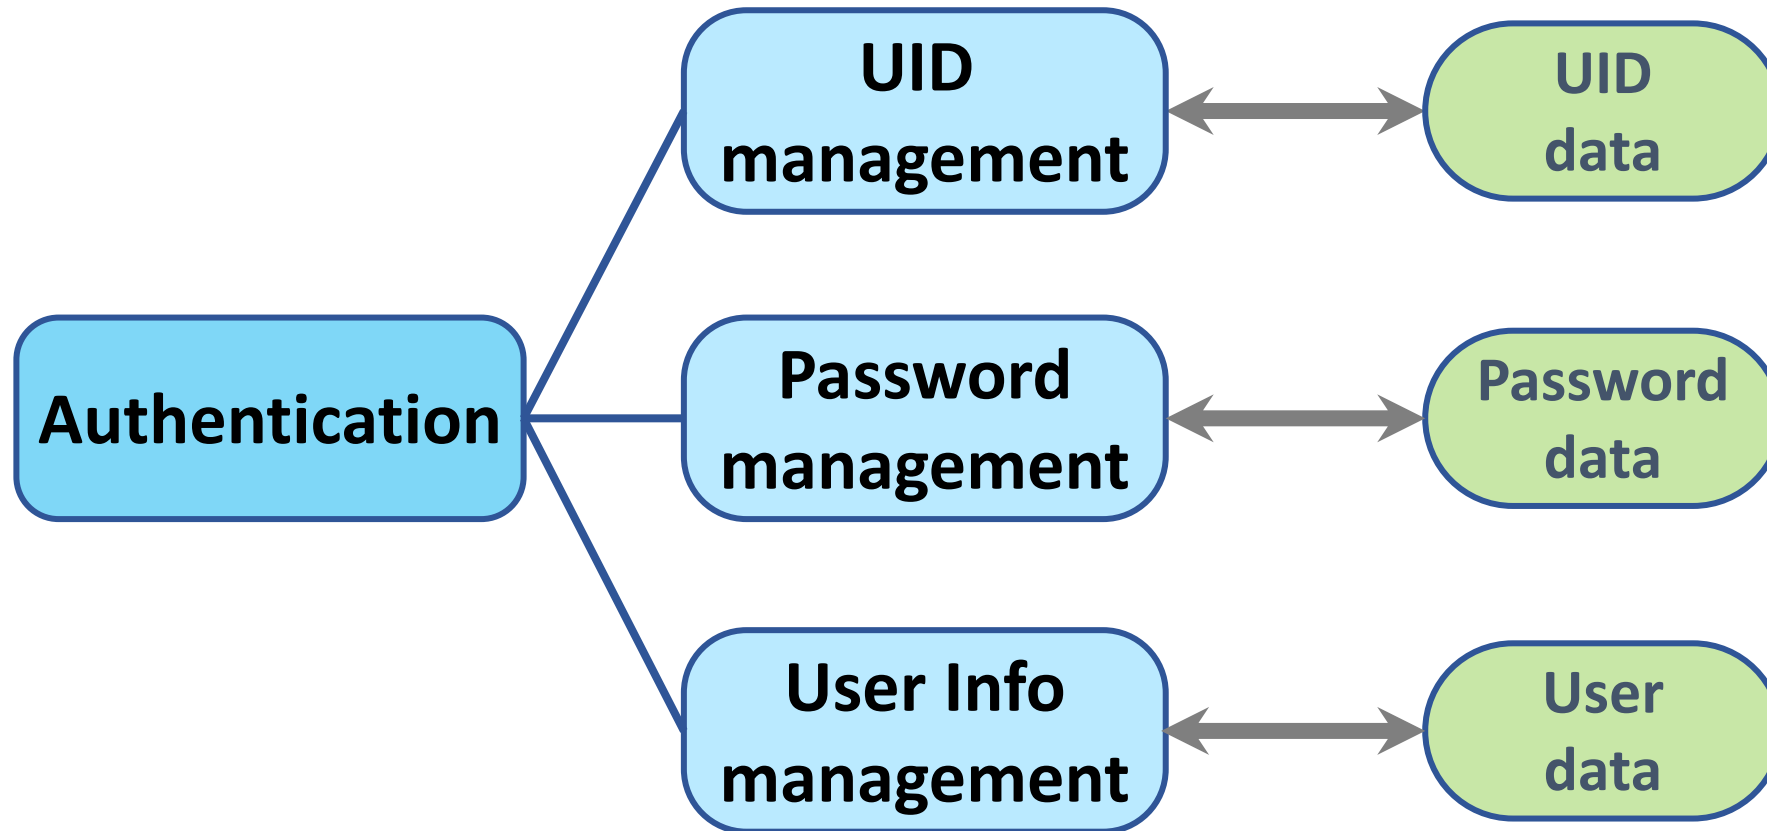 UID
management
UID
data
Authentication
Password
management
Password
data
User Info
management
User
data